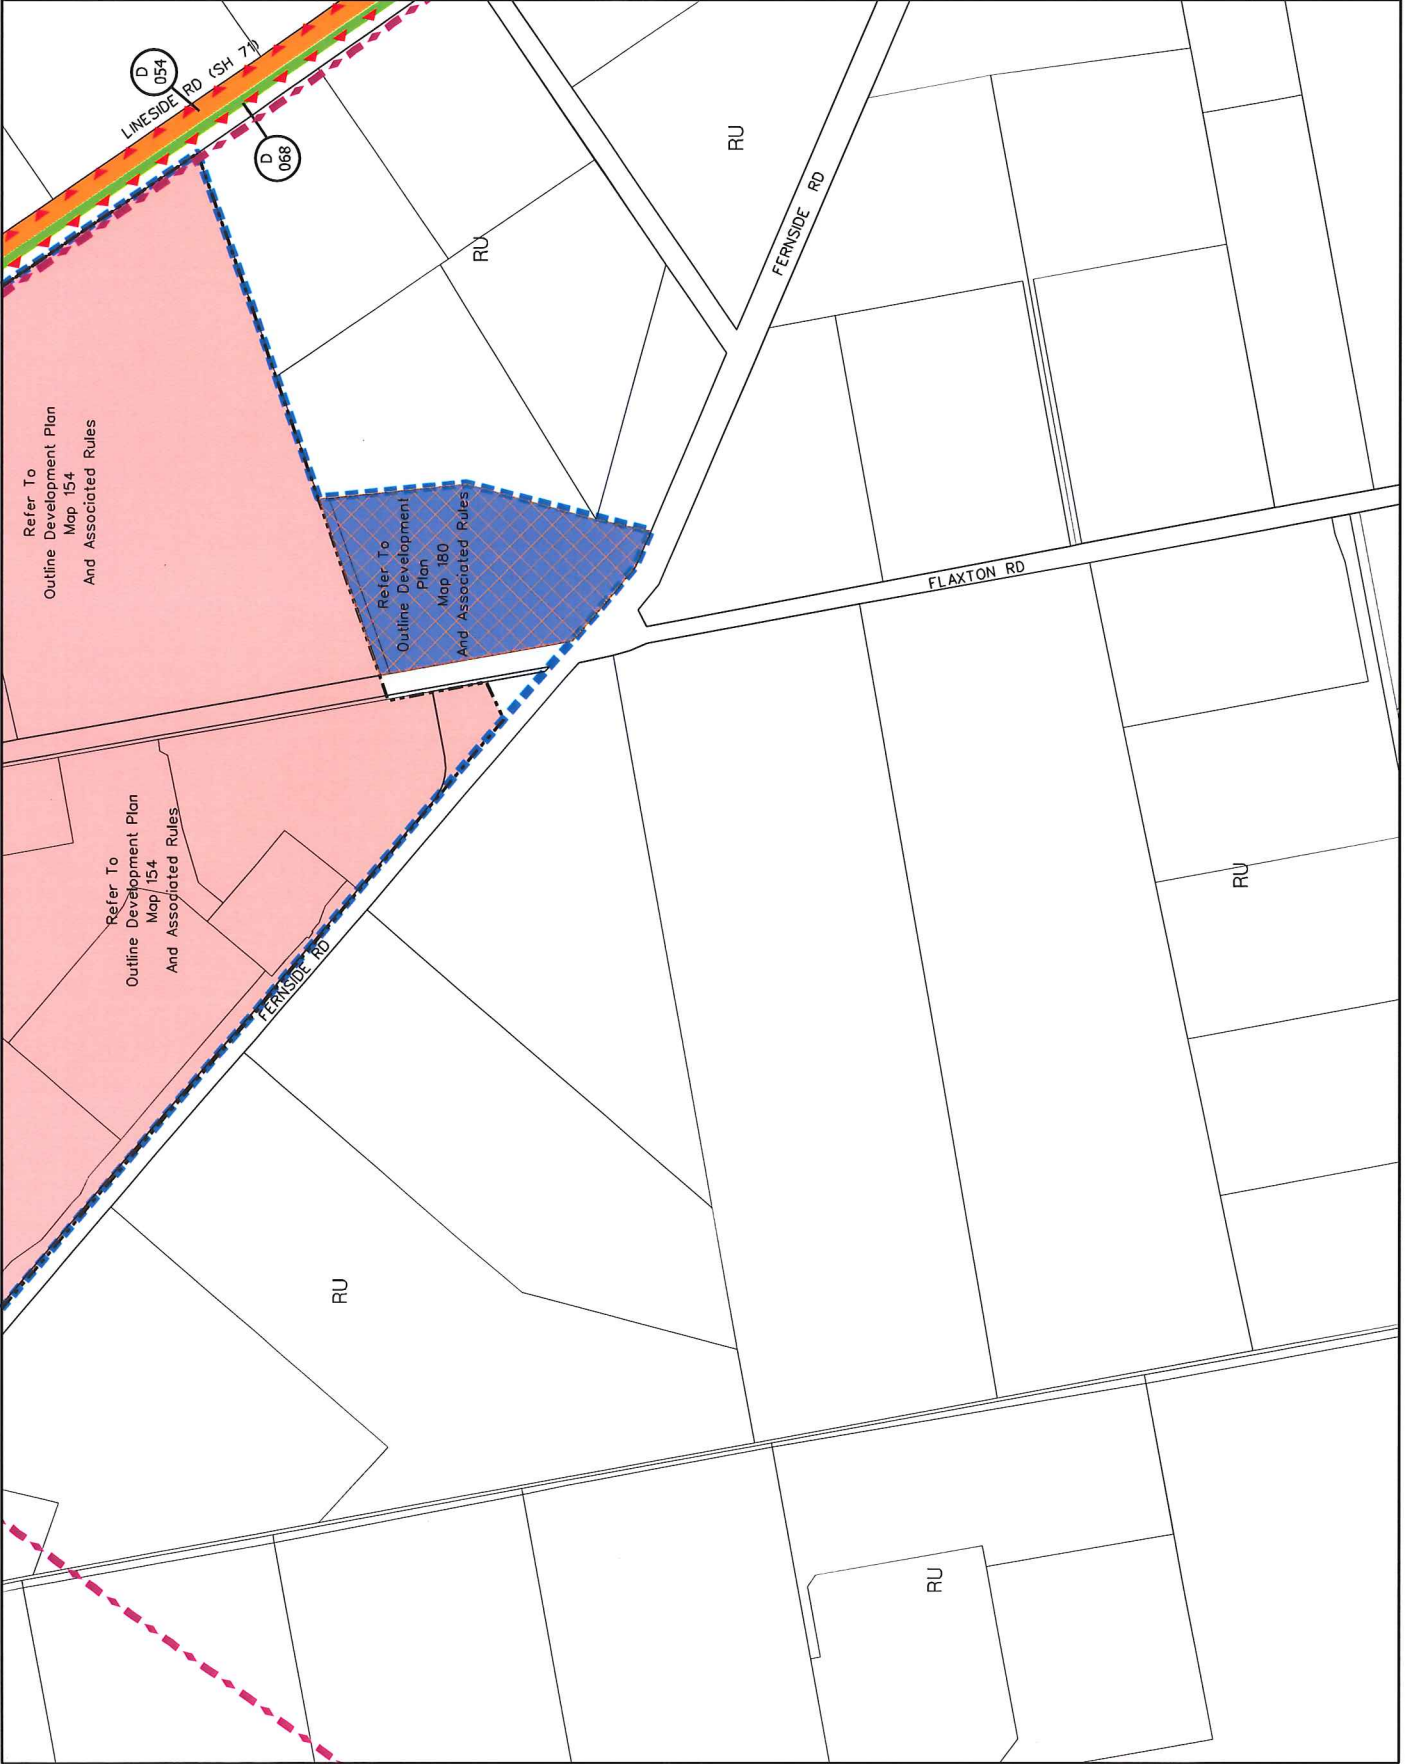 D
054
LINESIDE RD (SH 71)
D
068
RU
RU
FERNSIDE RD
Refer To
Outline Development Plan
Map 154
And Associated Rules
Refer To
Outline Development
Plan
Map 180
And Associated Rules
FLAXTON RD
Refer To
Outline Development Plan
Map 154
And Associated Rules
FERNSIDE RD
RU
RU
RU